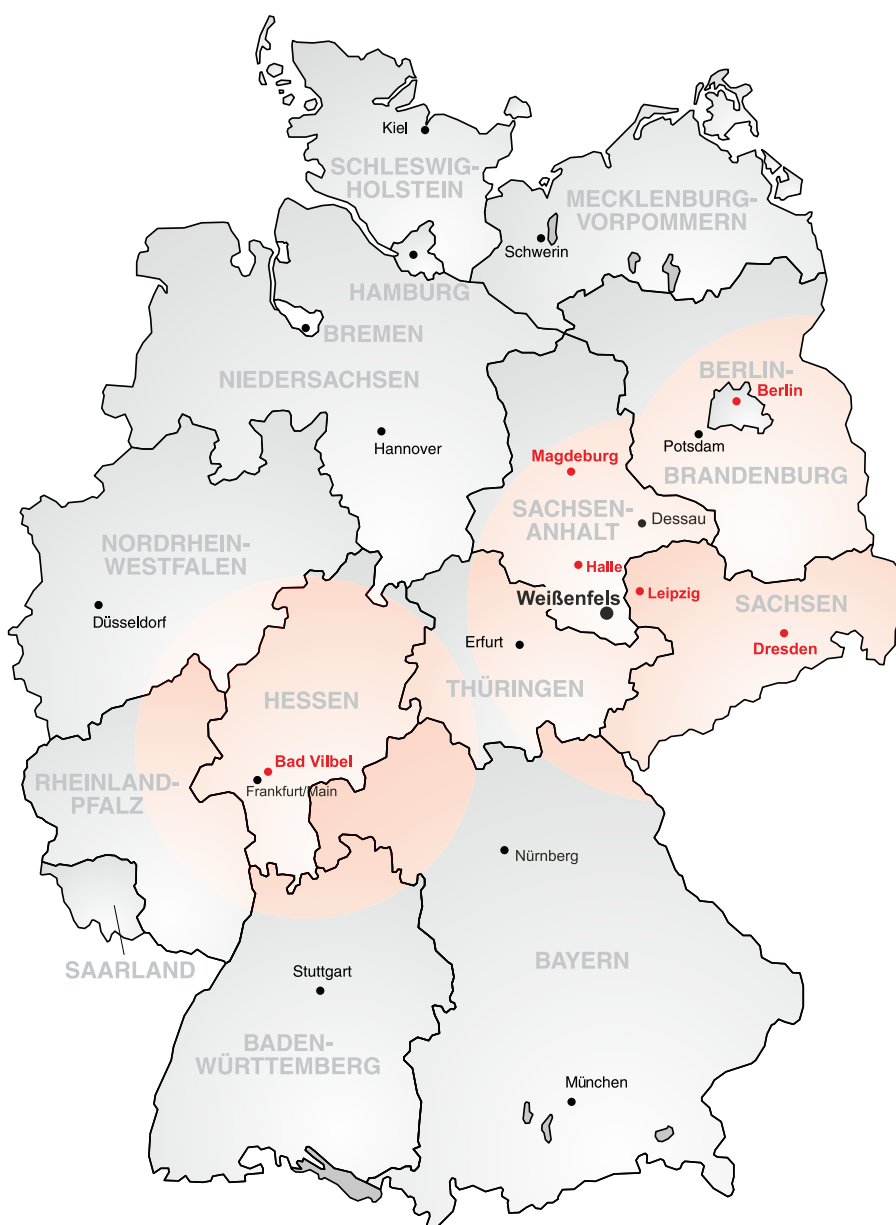 Kiel
SCHLESWIG-
HOLSTEIN
MECKLENBURG-
VORPOMMERN
Schwerin
HAMBURG
BREMEN
NIEDERSACHSEN
BERLIN-
Berlin
Hannover
Potsdam
Magdeburg
BRANDENBURG
SACHSEN-
ANHALT
Dessau
NORDRHEIN-
WESTFALEN
Halle
Leipzig
Weißenfels
SACHSEN
Düsseldorf
Erfurt
Dresden
THÜRINGEN
HESSEN
Bad Vilbel
Frankfurt/Main
RHEINLAND-
PFALZ
Nürnberg
SAARLAND
BAYERN
Stuttgart
BADEN-
WÜRTTEMBERG
München